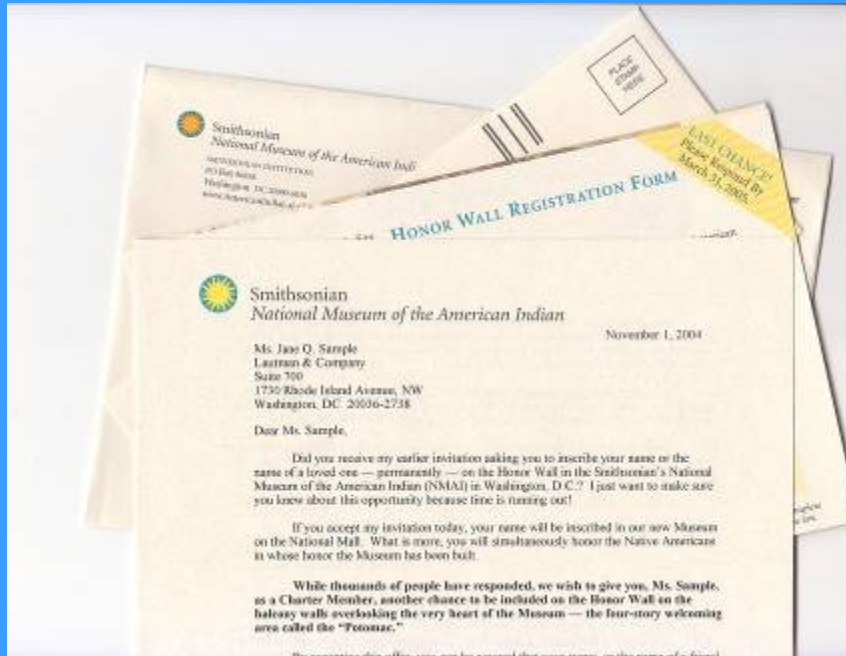 PLACE
STAMP
HERE
Smithsonian
National Museum of the American Indi
SMITHSONIAN INSTITUTION
PO Box
Washington, DC
LAST CHANCE!
Please Respond By
March 31, 2005.
HONOR WALL REGISTRATION FORM
Smithsonian
National Museum of the American Indian
November 1, 2004
Ms. Jane Q. Sample
Lautman & Company
Suite 700
1730 Rhode Island Avenue, NW
Washington, DC 20036-2738
Dear Ms. Sample,
Did you receive my earlier invitation asking you to inscribe your name or the
name of a loved one — permanently — on the Honor Wall in the Smithsonian's National
Museum of the American Indian (NMAI) in Washington, D.C.? I just want to make sure
you knew about this opportunity because time is running out!
If you accept my invitation today, your name will be inscribed in our new Museum
on the National Mall. What is more, you will simultaneously honor the Native Americans
in whose honor the Museum has been built.
While thousands of people have responded, we wish to give you, Ms. Sample,
as a Charter Member, another chance to be included on the Honor Wall on the
balcony walls overlooking the very heart of the Museum — the four-story welcoming
area called the "Potomac."